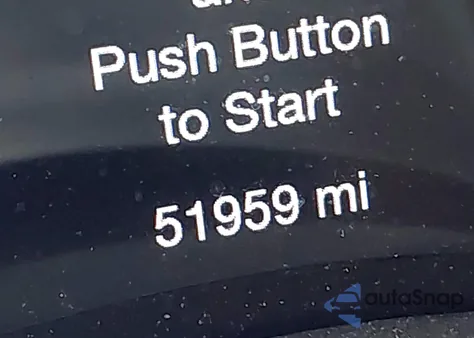 Push Button
to Start
51959 mi
autoSnap